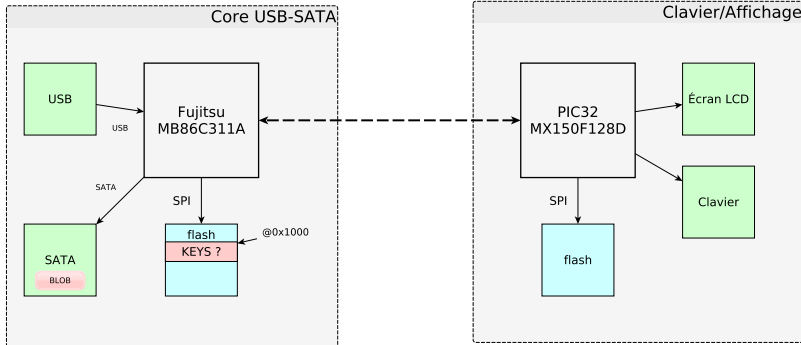 Core USB-SATA
USB
USB
Fujitsu
MB86C311A
SATA
SPI
SATA
BLOB
flash
KEYS ?
@0x1000
Clavier/Affichage
PIC32
MX150F128D
Écran LCD
Clavier
SPI
flash